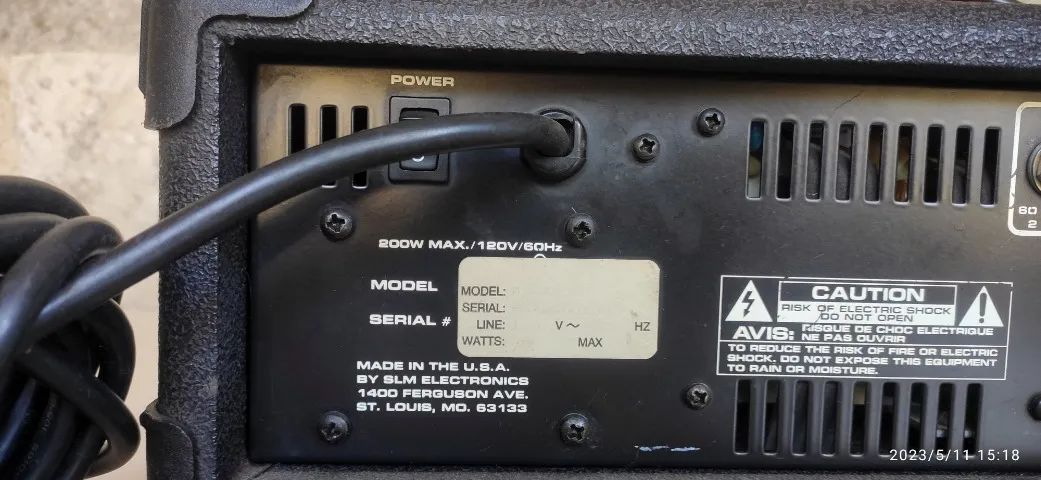 POWER
200W MAX./120V/60Hz
MODEL
SERIAL #
MODEL:
SERIAL:
LINE: V~ HZ
WATTS: MAX
MADE IN THE U.S.A.
BY SLM ELECTRONICS
1400 FERGUSON AVE.
ST. LOUIS, MO. 63133
CAUTION
RISK OF ELECTRIC SHOCK
DO NOT OPEN
AVIS: RISQUE DE CHOC ELECTRIQUE
NE PAS OUVRIR
TO REDUCE THE RISK OF FIRE OR ELECTRIC
SHOCK. DO NOT EXPOSE THIS EQUIPMENT
TO RAIN OR MOISTURE.
2
2023/5/11 15:18